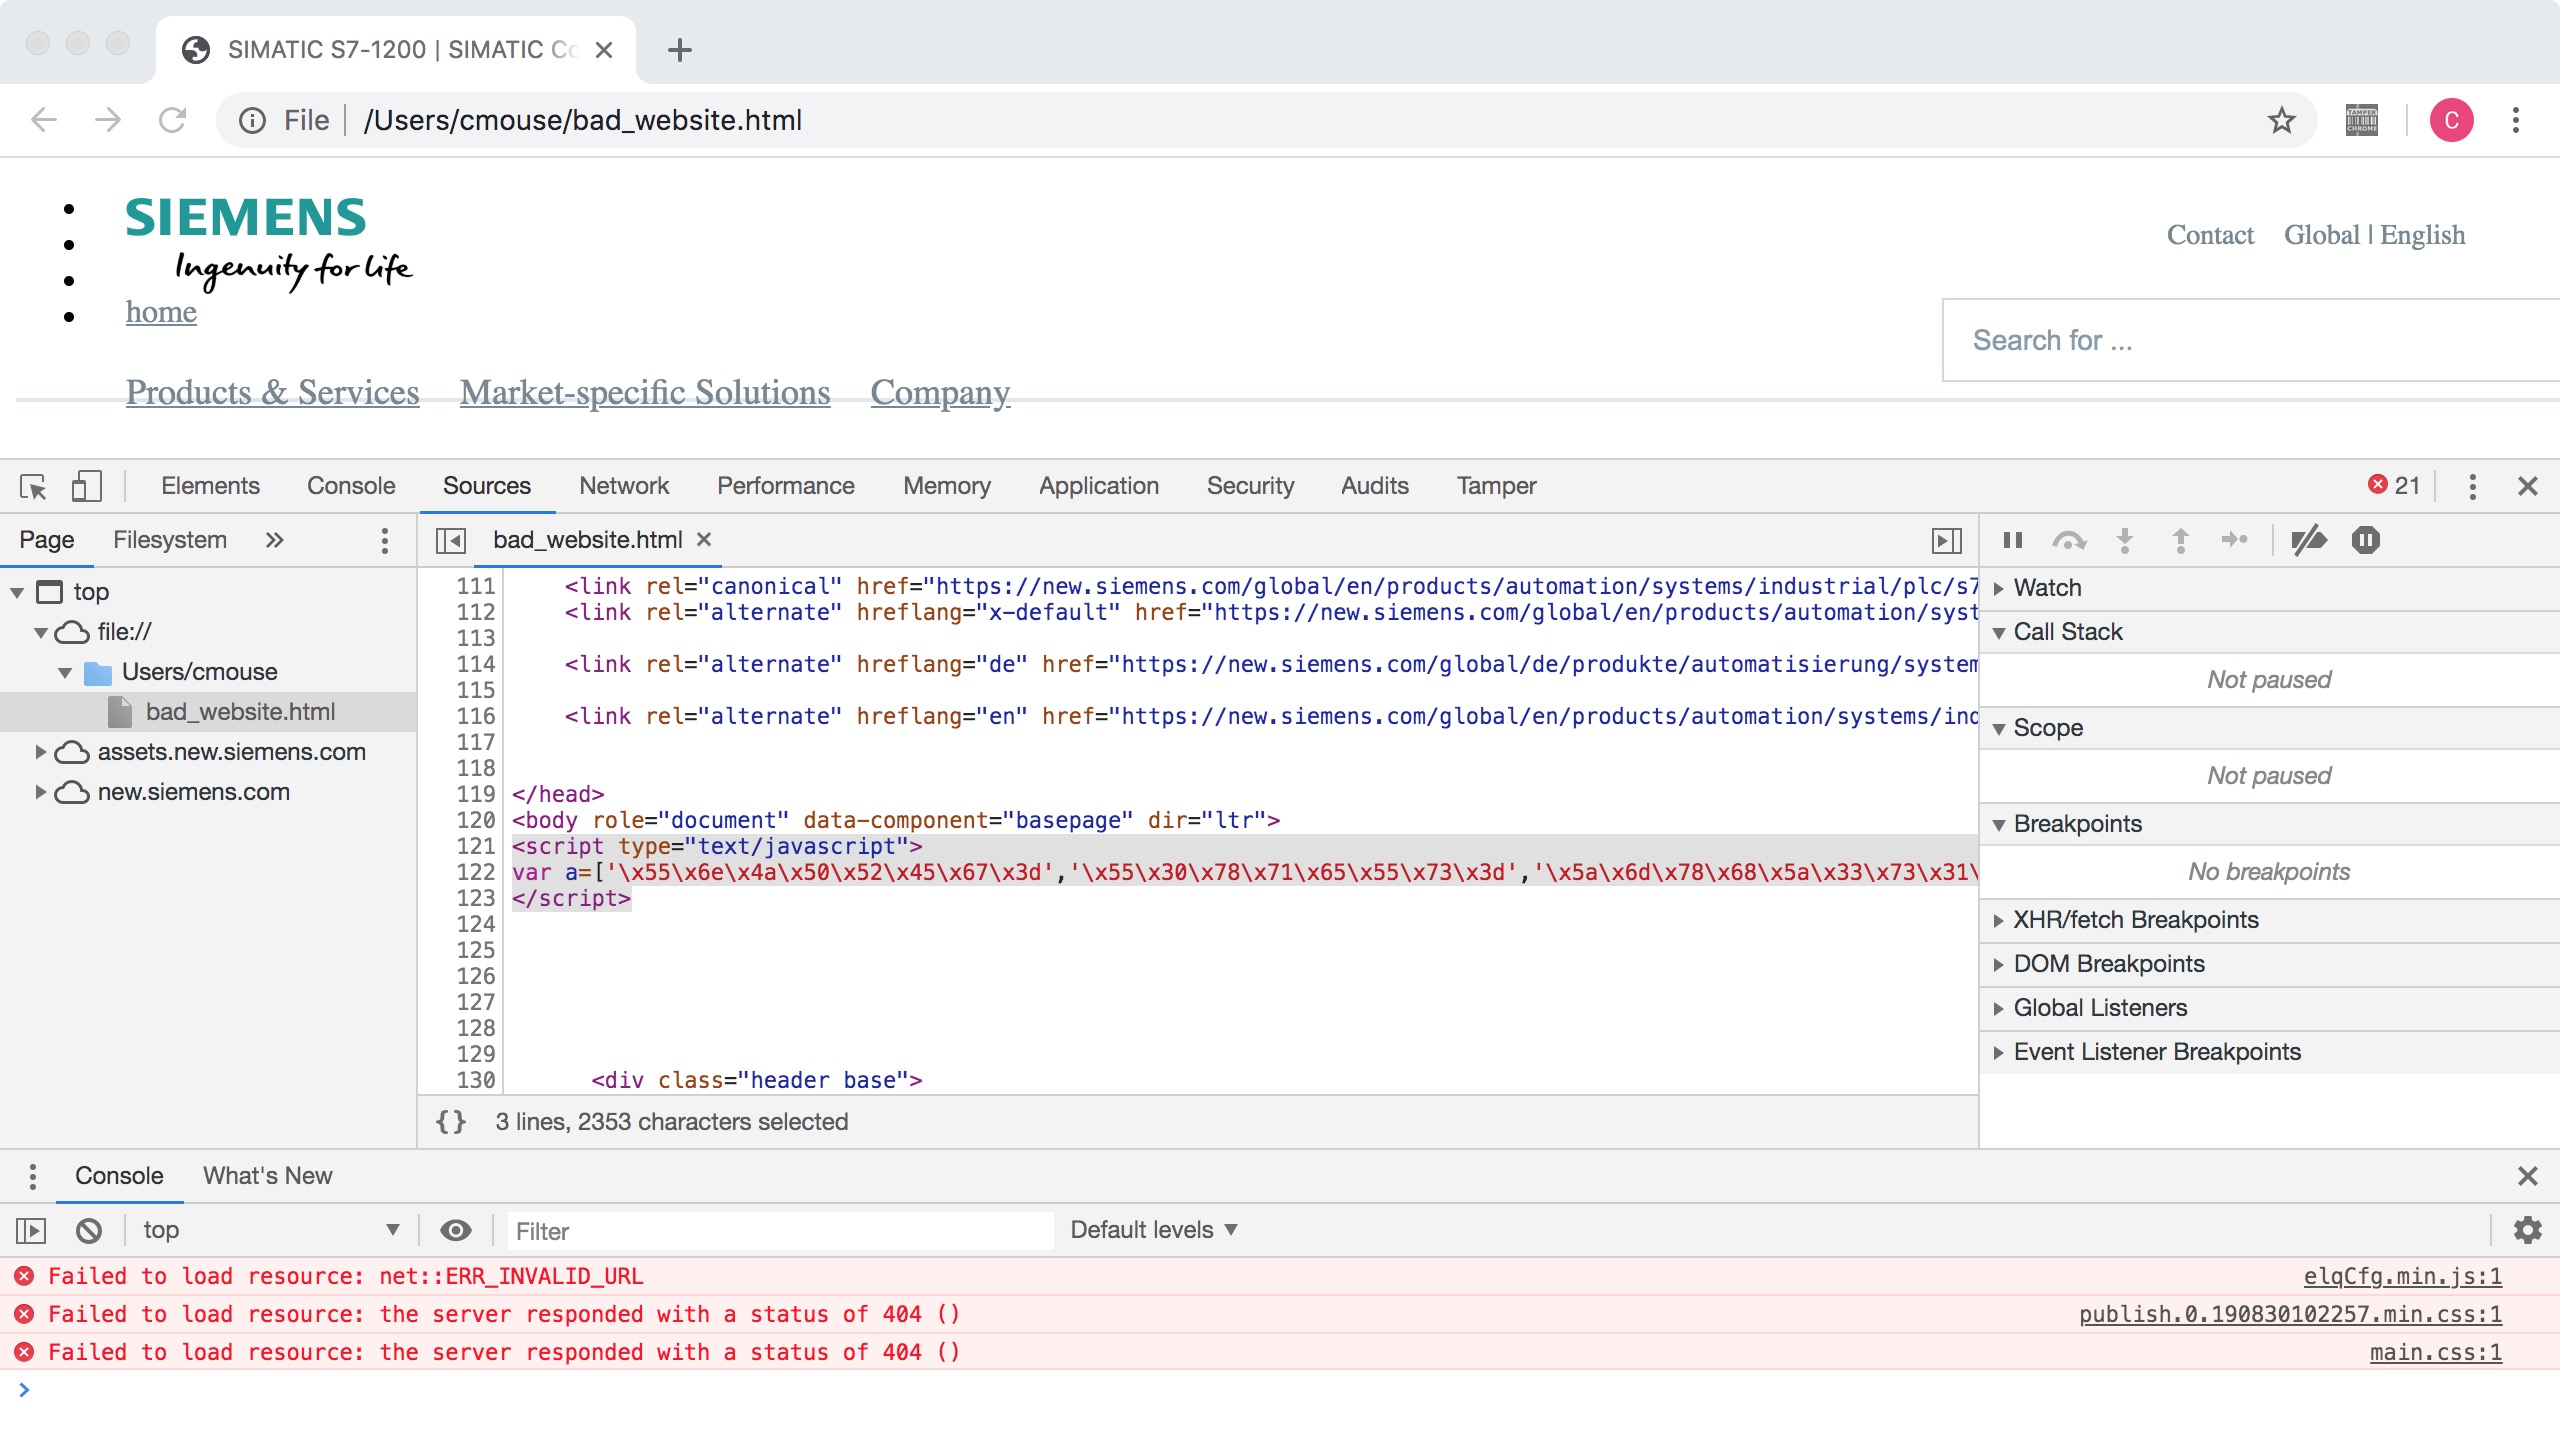 SIMATIC S7-1200 | SIMATIC Co
File | /Users/cmouse/bad_website.html
TAMPER CHROME
C
SIEMENS
Ingenuity for life
Contact Global | English
home
Search for ...
Products & Services Market-specific Solutions Company
Elements Console Sources Network Performance Memory Application Security Audits Tamper 21
Page Filesystem »
bad_website.html ×
top
file://
Users/cmouse
bad_website.html
assets.new.siemens.com
new.siemens.com
111 <link rel="canonical" href="https://new.siemens.com/global/en/products/automation/systems/industrial/plc/s7
112 <link rel="alternate" hreflang="x-default" href="https://new.siemens.com/global/en/products/automation/syst
113
114 <link rel="alternate" hreflang="de" href="https://new.siemens.com/global/de/produkte/automatisierung/system
115
116 <link rel="alternate" hreflang="en" href="https://new.siemens.com/global/en/products/automation/systems/ind
117
118
119 </head>
120 <body role="document" data-component="basepage" dir="ltr">
121 <script type="text/javascript">
122 var a=['\x55\x6e\x4a\x50\x52\x45\x67\x3d','\x55\x30\x78\x71\x65\x55\x73\x3d','\x5a\x6d\x78\x68\x5a\x33\x73\x31\
123 </script>
124
125
126
127
128
129
130 <div class="header base">
{} 3 lines, 2353 characters selected
Watch
Call Stack
Not paused
Scope
Not paused
Breakpoints
No breakpoints
XHR/fetch Breakpoints
DOM Breakpoints
Global Listeners
Event Listener Breakpoints
Console What's New
top Filter Default levels
Failed to load resource: net::ERR_INVALID_URL elqCfg.min.js:1
Failed to load resource: the server responded with a status of 404 () publish.0.190830102257.min.css:1
Failed to load resource: the server responded with a status of 404 () main.css:1